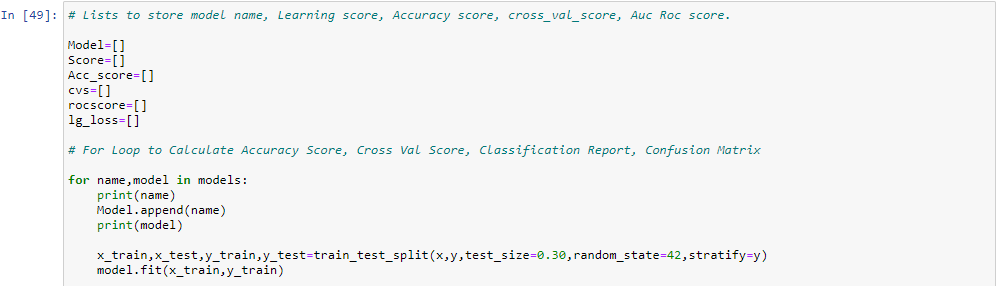 In [49]: # Lists to store model name, Learning score, Accuracy score, cross_val_score, Auc Roc score.
Model=[]
Score=[]
Acc_score=[]
cvs=[]
rocscore=[]
lg_loss=[]
# For Loop to Calculate Accuracy Score, Cross Val Score, Classification Report, Confusion Matrix
for name,model in models:
    print(name)
    Model.append(name)
    print(model)
    x_train,x_test,y_train,y_test=train_test_split(x,y,test_size=0.30,random_state=42,stratify=y)
    model.fit(x_train,y_train)